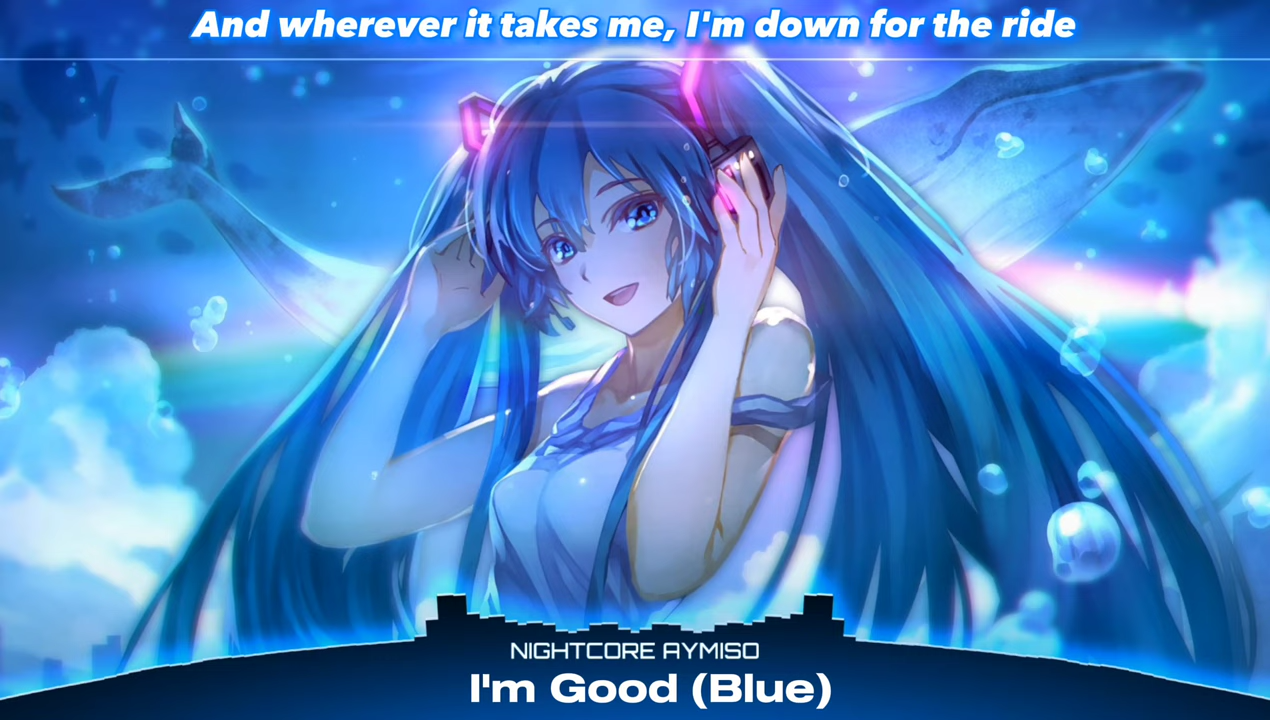 And wherever it takes me, I'm down for the ride
NIGHTCORE AYMISO
I'm Good (Blue)